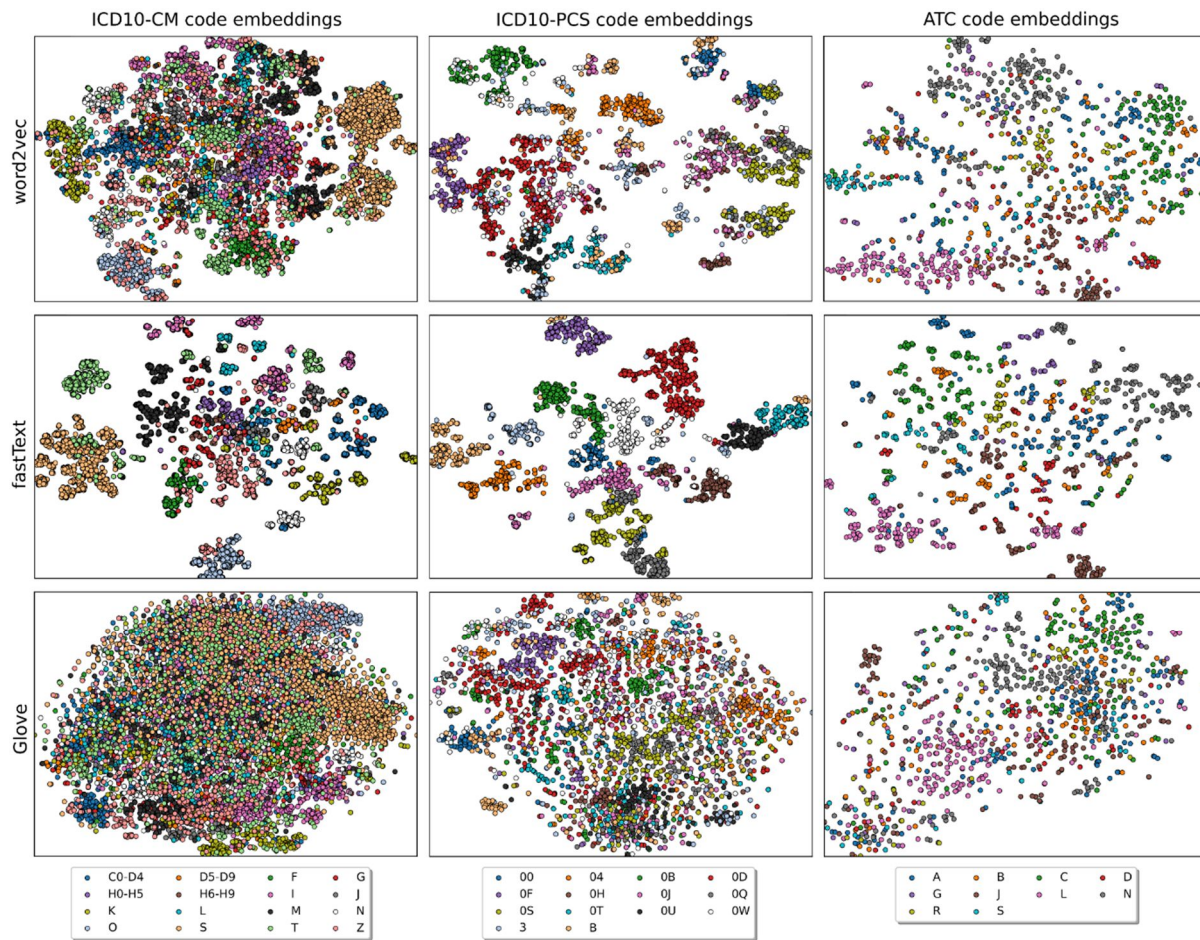 ICD10-CM code embeddings ICD10-PCS code embeddings ATC code embeddings
word2vec
fastText
Glove
C0-D4 D5-D9 F G
H0-H5 H6-H9 I J
K L M N
O S T Z
00 04 0B 0D
0F 0H 0J 0Q
0S 0T 0U 0W
3 B
A B C D
G J L N
R S